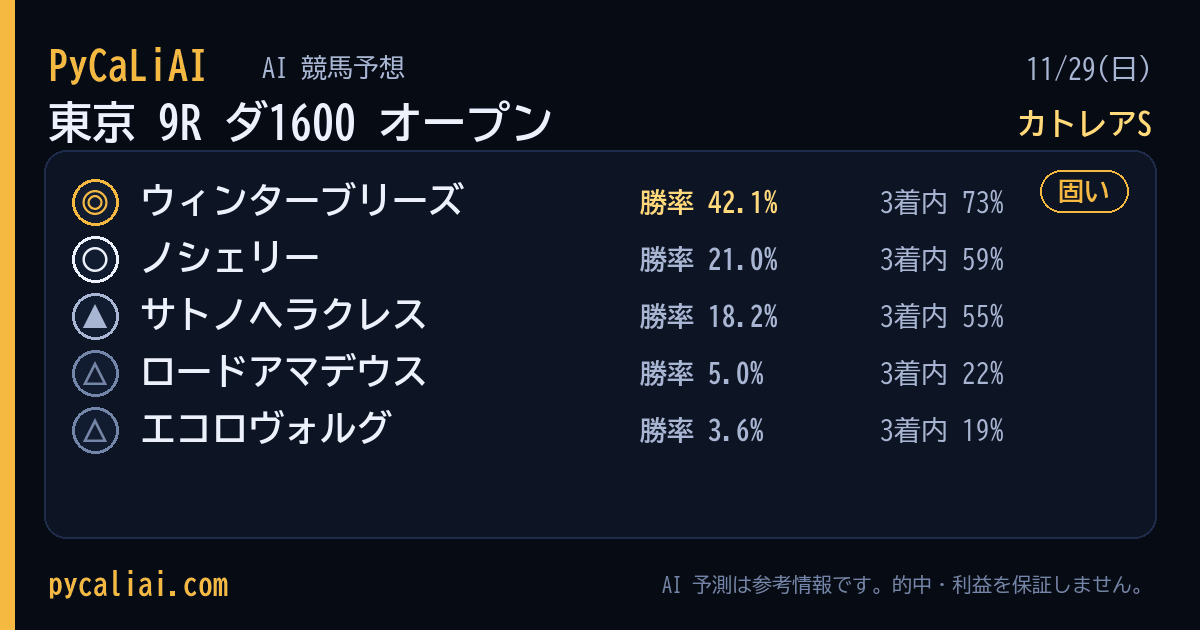 PyCaLiAI AI 競馬予想 11/29(日)
東京 9R ダ1600 オープン カトレアS
◎ ウィンターブリーズ 勝率 42.1% 3着内 73% 固い
○ ノシェリー 勝率 21.0% 3着内 59%
▲ サトノヘラクレス 勝率 18.2% 3着内 55%
△ ロードアマデウス 勝率 5.0% 3着内 22%
△ エコロヴォルグ 勝率 3.6% 3着内 19%
pycaliai.com AI 予測は参考情報です。的中・利益を保証しません。